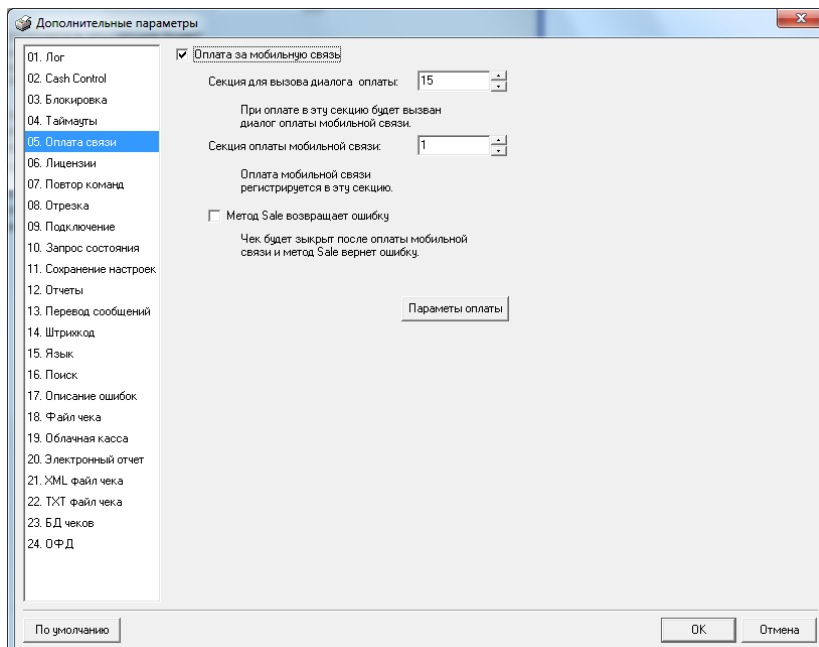 Дополнительные параметры
01. Лог
02. Cash Control
03. Блокировка
04. Таймауты
05. Оплата связи
06. Лицензии
07. Повтор команд
08. Отрезка
09. Подключение
10. Запрос состояния
11. Сохранение настроек
12. Отчеты
13. Перевод сообщений
14. Штрихкод
15. Язык
16. Поиск
17. Описание ошибок
18. Файл чека
19. Облачная касса
20. Электронный отчет
21. XML файл чека
22. TXT файл чека
23. БД чеков
24. ОФД
Оплата за мобильную связь
Секция для вызова диалога оплаты: 15
При оплате в эту секцию будет вызван
диалог оплаты мобильной связи.
Секция оплаты мобильной связи: 1
Оплата мобильной связи
регистрируется в эту секцию.
Метод Sale возвращает ошибку
Чек будет зыкрыт после оплаты мобильной
связи и метод Sale вернет ошибку.
Параметы оплаты
По умолчанию
OK
Отмена